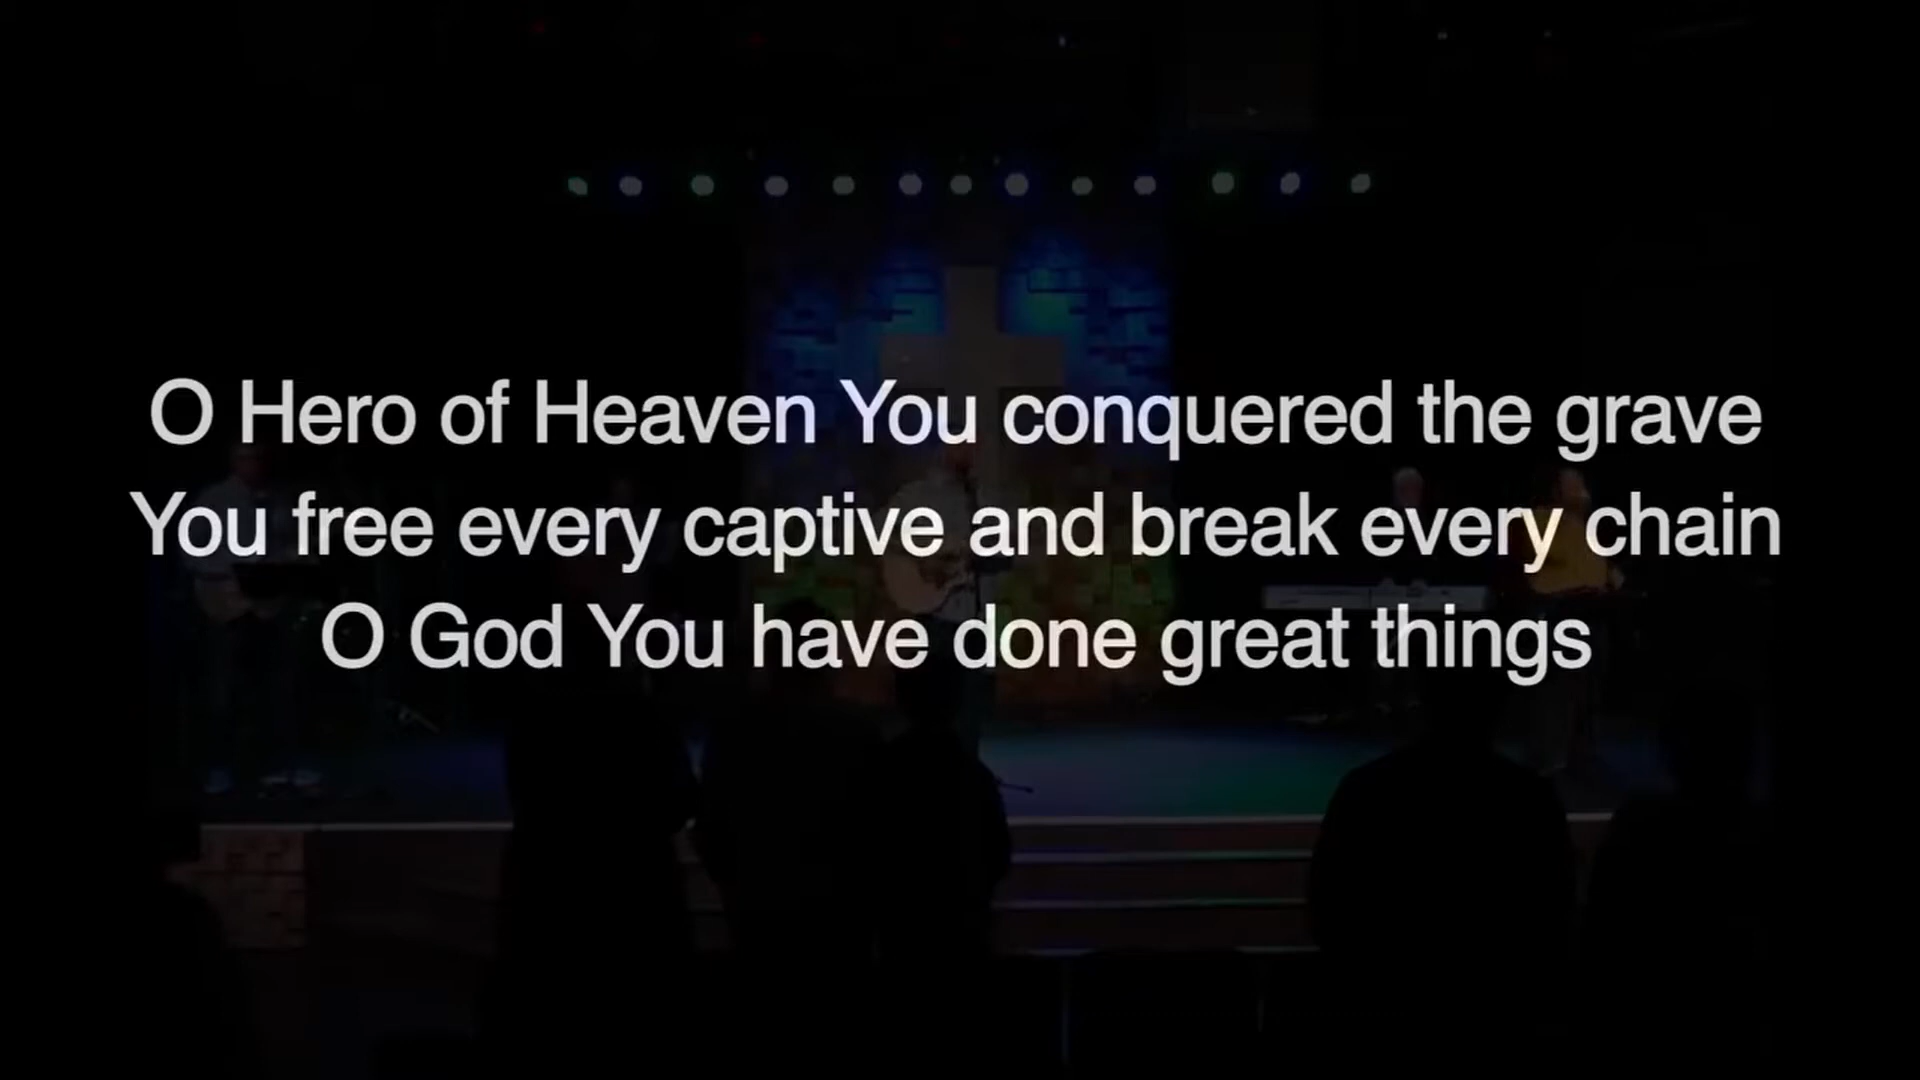 O Hero of Heaven You conquered the grave
You free every captive and break every chain
O God You have done great things